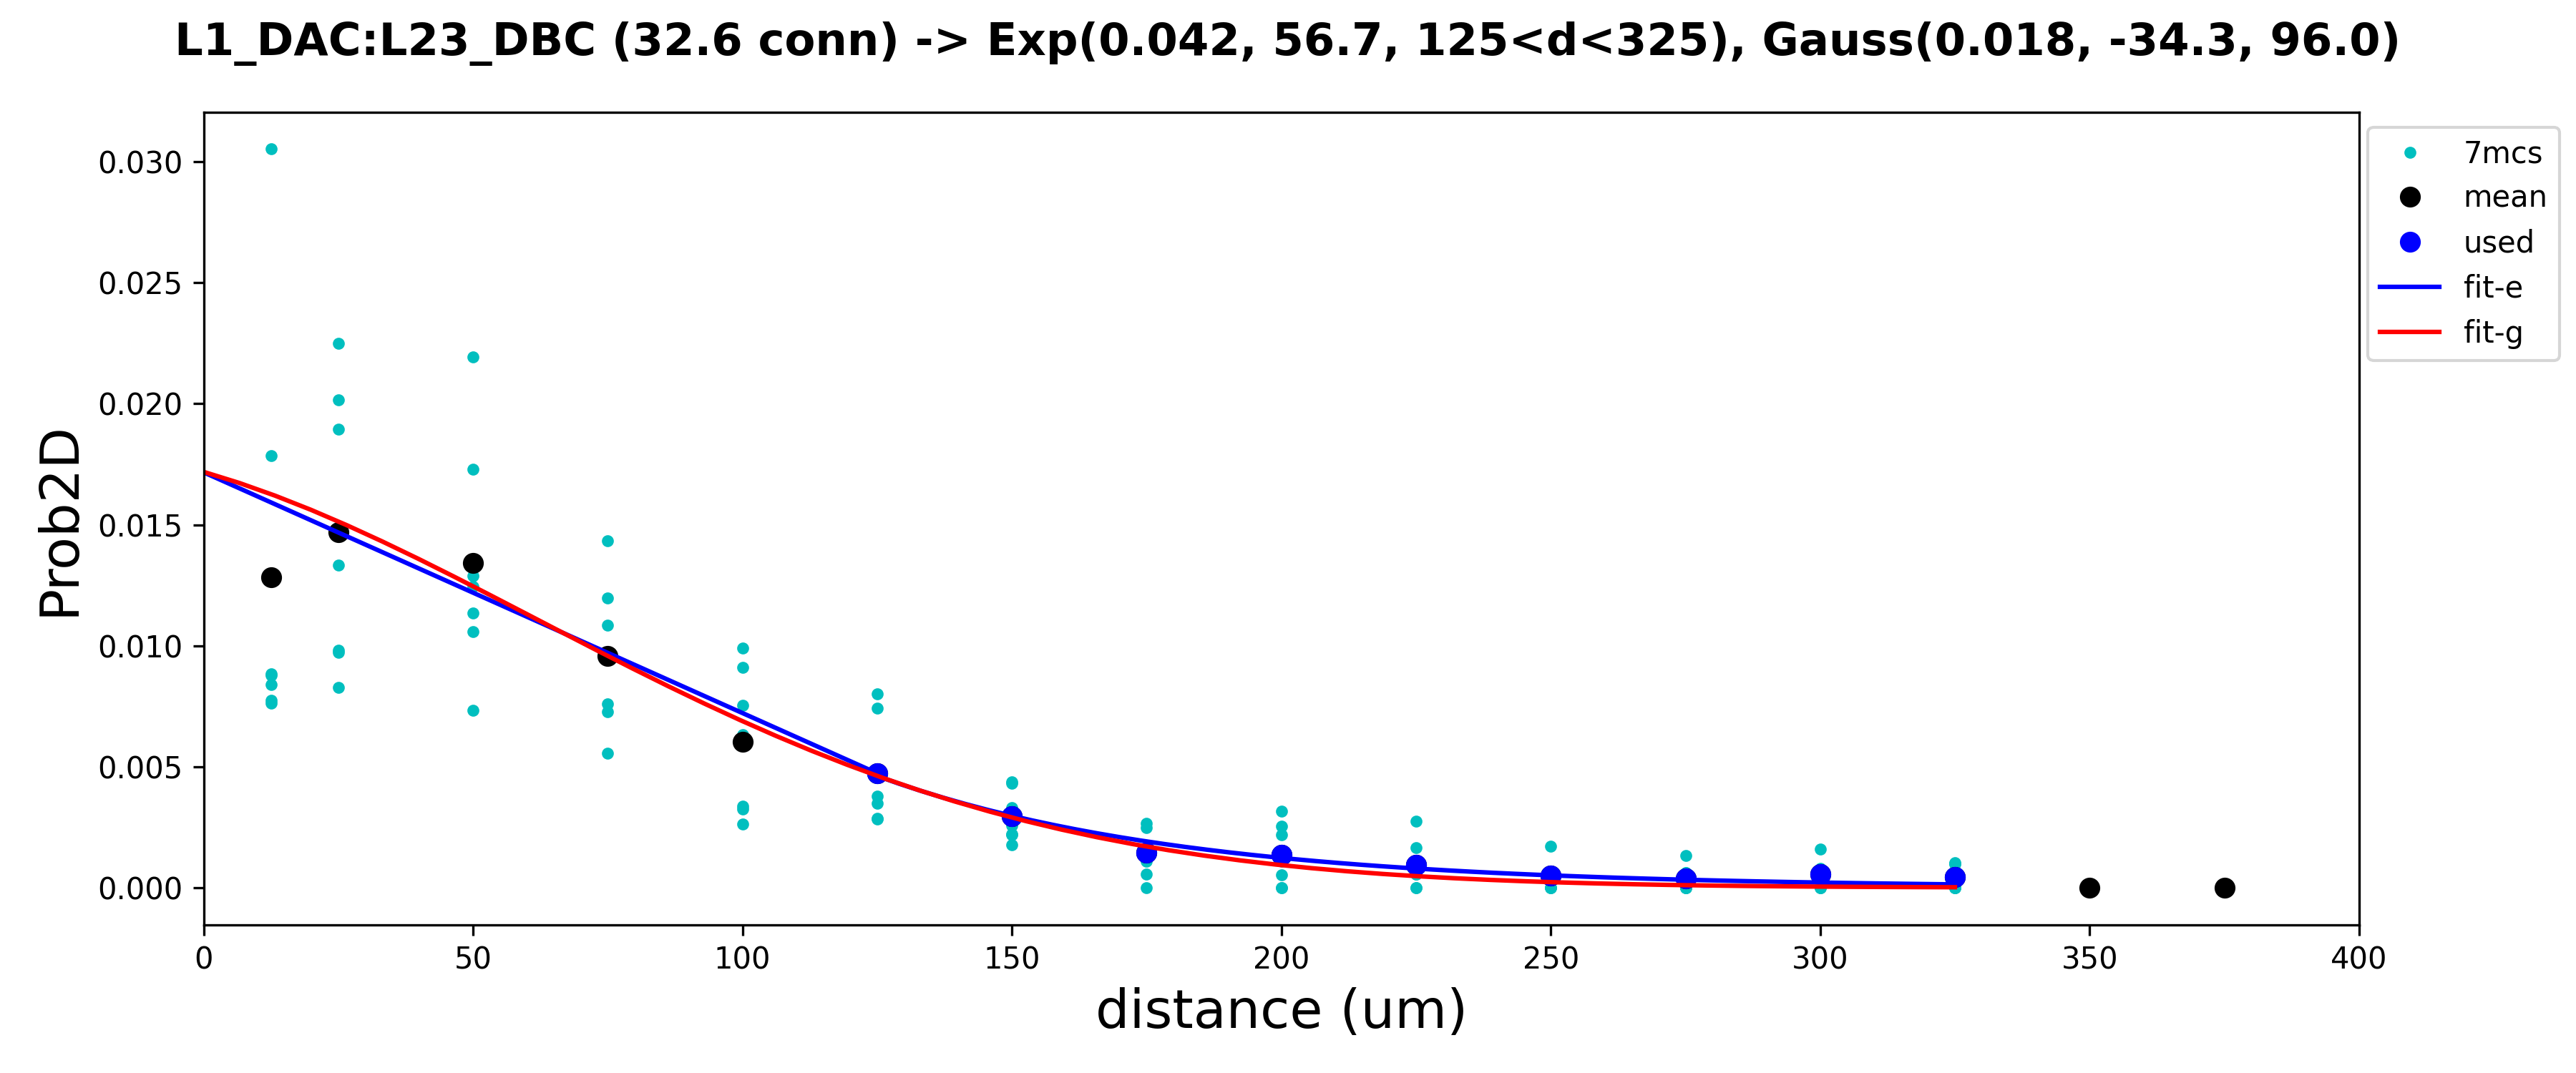 L1_DAC:L23_DBC (32.6 conn) -> Exp(0.042, 56.7, 125<d<325), Gauss(0.018, -34.3, 96.0)
0.030
0.025
0.020
0.015
0.010
0.005
0.000
Prob2D
0 50 100 150 200 250 300 350 400
distance (um)
7mcs
mean
used
fit-e
fit-g